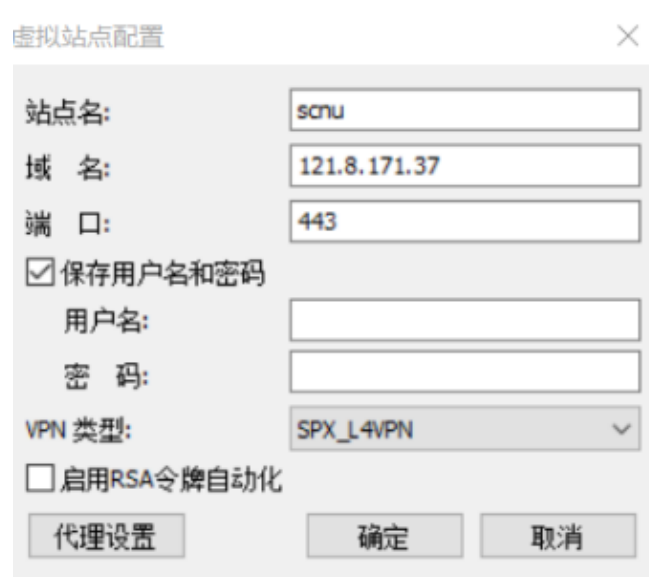 虚拟站点配置
站点名: scnu
域 名: 121.8.171.37
端 口: 443
保存用户名和密码
用户名:
密 码:
VPN 类型: SPX_L4VPN
启用RSA令牌自动化
代理设置 确定 取消